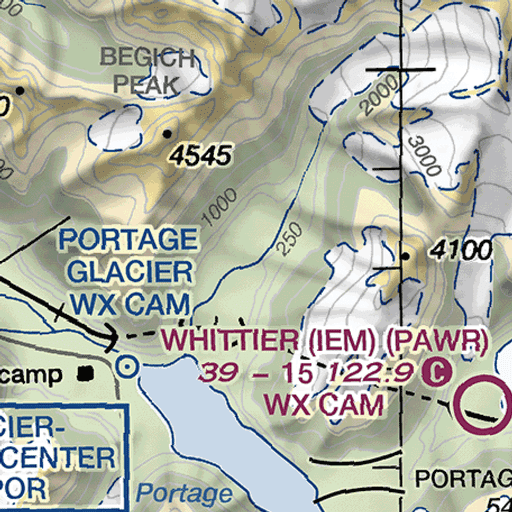 BEGICH
PEAK
4545
2000
3000
1000
250
4100
PORTAGE
GLACIER
WX CAM
WHITTIER (IEM) (PAWR)
39 - 15 122.9 C
WX CAM
camp
CIER-
CENTER
POR
Portage
PORTAG
54